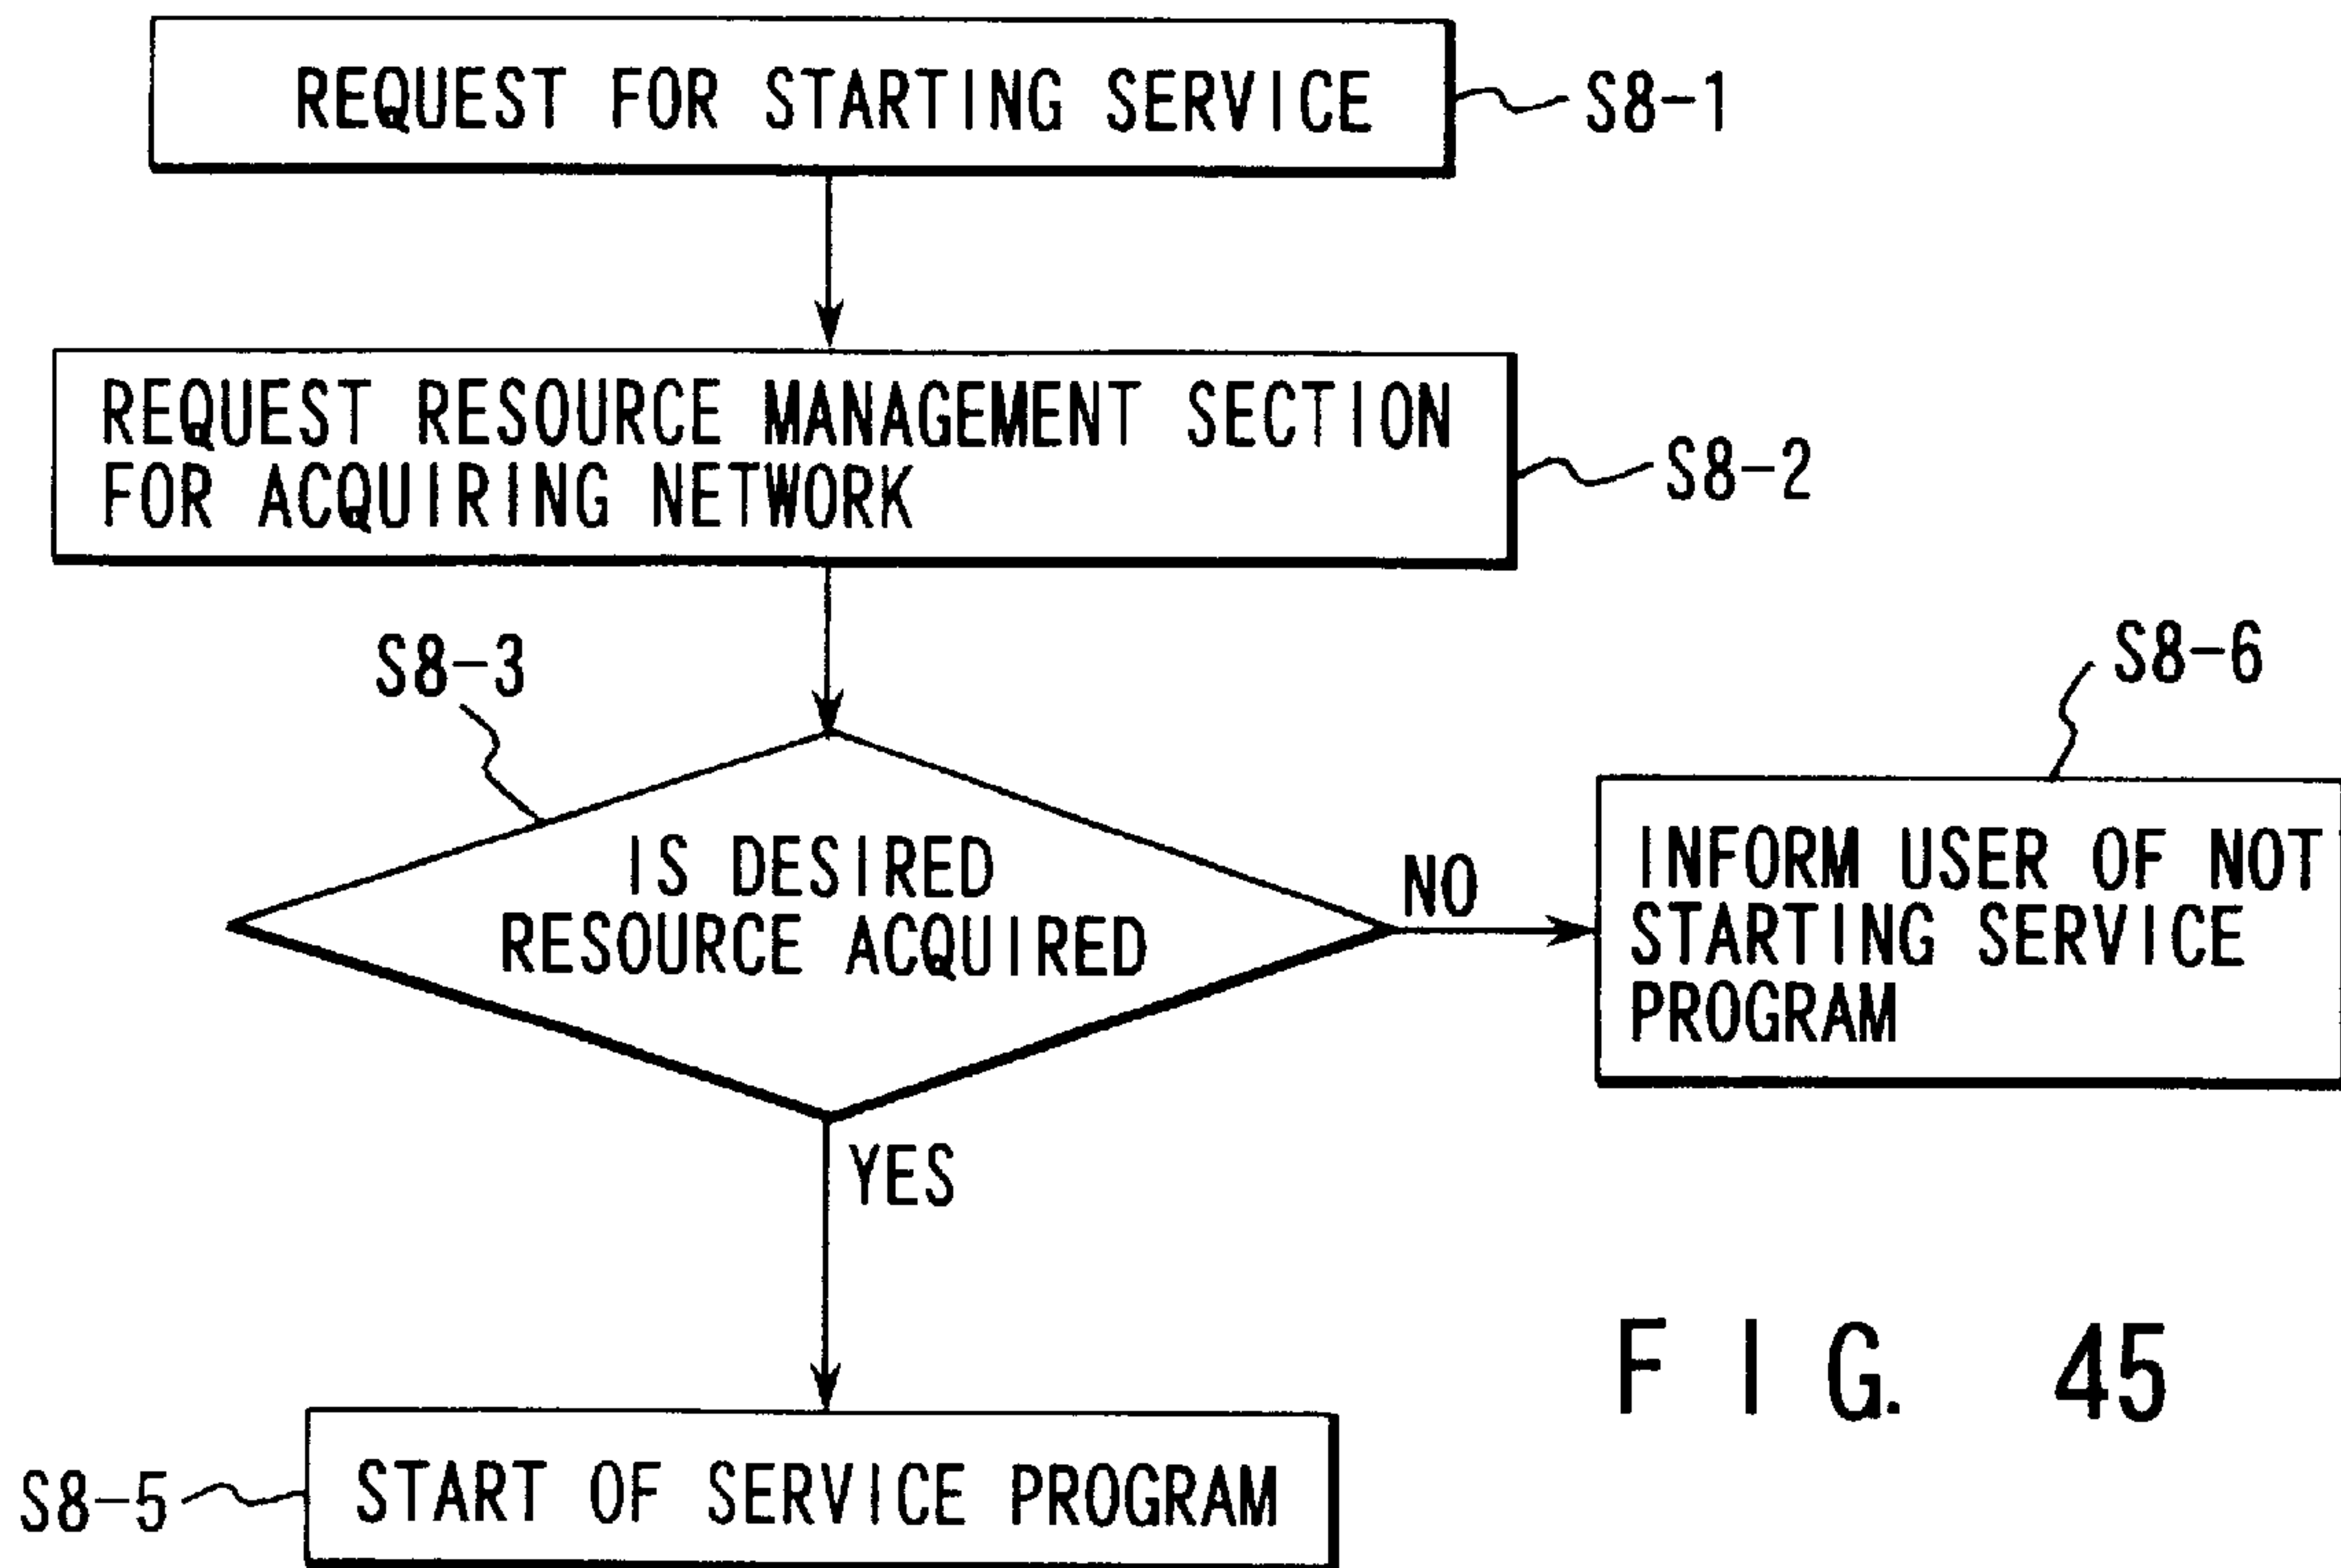 REQUEST FOR STARTING SERVICE
S8-1
REQUEST RESOURCE MANAGEMENT SECTION
FOR ACQUIRING NETWORK
S8-2
S8-3
IS DESIRED
RESOURCE ACQUIRED
NO
S8-6
INFORM USER OF NOT
STARTING SERVICE
PROGRAM
YES
S8-5
START OF SERVICE PROGRAM
FIG. 45